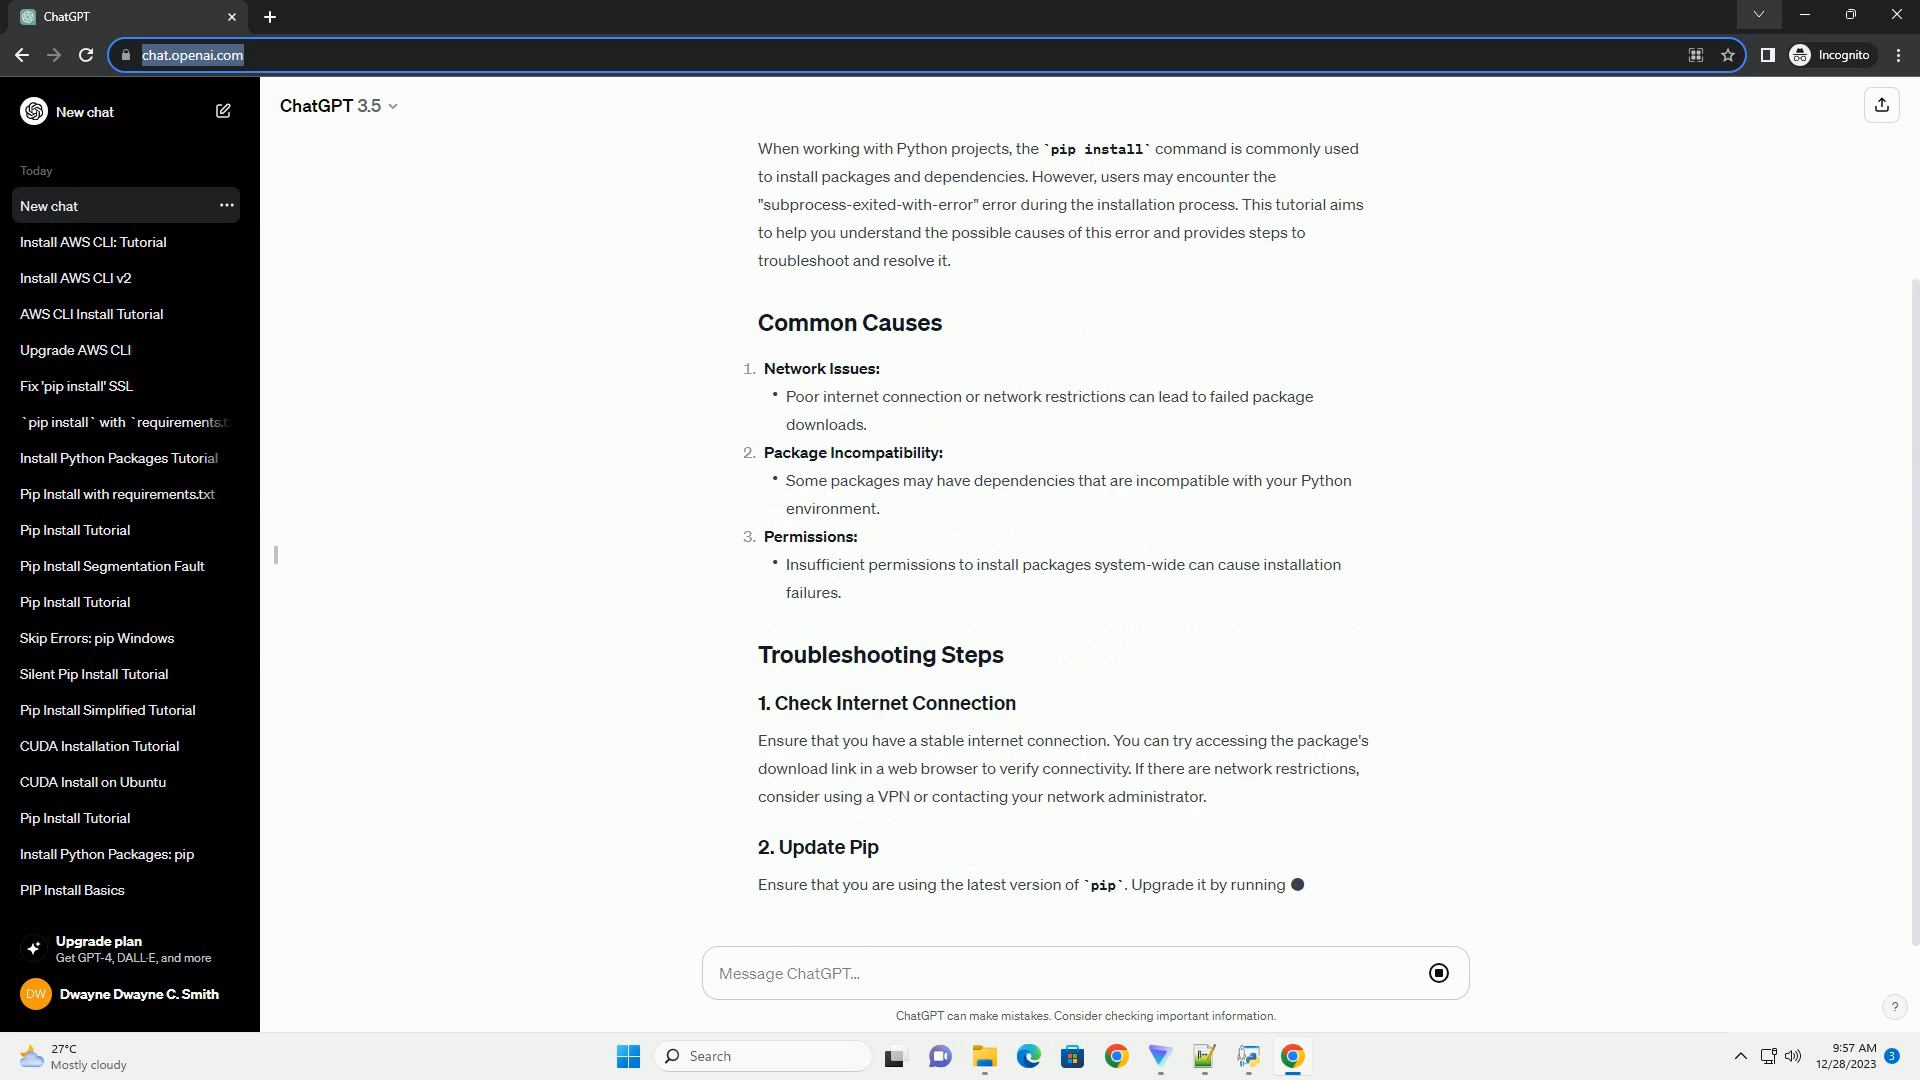 ChatGPT
chat.openai.com
Incognito
New chat
Today
New chat
Install AWS CLI: Tutorial
Install AWS CLI v2
AWS CLI Install Tutorial
Upgrade AWS CLI
Fix 'pip install' SSL
`pip install` with `requirements.t
Install Python Packages Tutorial
Pip Install with requirements.txt
Pip Install Tutorial
Pip Install Segmentation Fault
Pip Install Tutorial
Skip Errors: pip Windows
Silent Pip Install Tutorial
Pip Install Simplified Tutorial
CUDA Installation Tutorial
CUDA Install on Ubuntu
Pip Install Tutorial
Install Python Packages: pip
PIP Install Basics
Upgrade plan
Get GPT-4, DALL·E, and more
DW
Dwayne Dwayne C. Smith
ChatGPT 3.5
When working with Python projects, the `pip install` command is commonly used
to install packages and dependencies. However, users may encounter the
"subprocess-exited-with-error" error during the installation process. This tutorial aims
to help you understand the possible causes of this error and provides steps to
troubleshoot and resolve it.
Common Causes
1. Network Issues:
• Poor internet connection or network restrictions can lead to failed package
downloads.
2. Package Incompatibility:
• Some packages may have dependencies that are incompatible with your Python
environment.
3. Permissions:
• Insufficient permissions to install packages system-wide can cause installation
failures.
Troubleshooting Steps
1. Check Internet Connection
Ensure that you have a stable internet connection. You can try accessing the package's
download link in a web browser to verify connectivity. If there are network restrictions,
consider using a VPN or contacting your network administrator.
2. Update Pip
Ensure that you are using the latest version of `pip`. Upgrade it by running
Message ChatGPT...
ChatGPT can make mistakes. Consider checking important information.
?
27°C
Mostly cloudy
Search
9:57 AM
12/28/2023
3